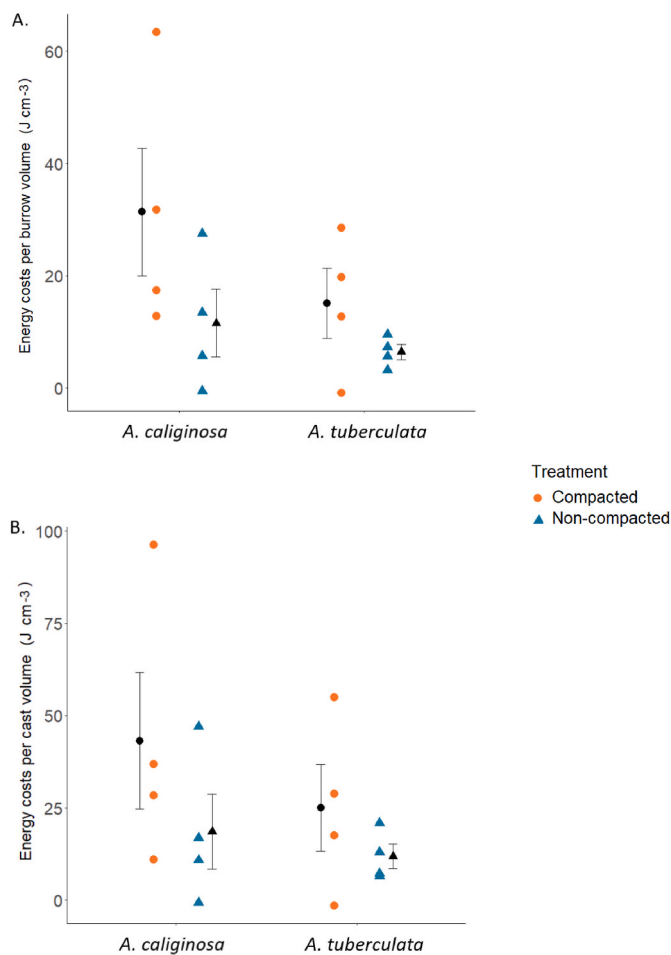 A.
Energy costs per burrow volume (J cm-3)
60
40
20
0
A. caliginosa
A. tuberculata
Treatment
Compacted
Non-compacted
B.
Energy costs per cast volume (J cm-3)
100
75
50
25
0
A. caliginosa
A. tuberculata